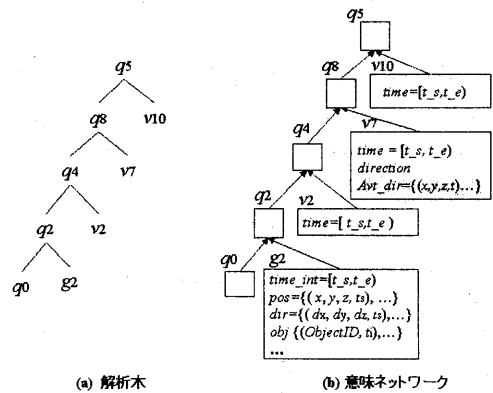 q5
q8
v10
q4
v7
q2
v2
q0
g2
(a) 解析木
q5
q8
v10
time=[t_s,t_e)
q4
v7
time = [t_s, t_e)
direction
Avt_dir={(x,y,z,t)...}
q2
v2
time=[ t_s,t_e )
q0
g2
time_int=[t_s,t_e)
pos={( x, y, z, ts), ...}
dir={( dx, dy, dz, ts),...}
obj {(ObjectID, ti),...}
...
(b) 意味ネットワーク